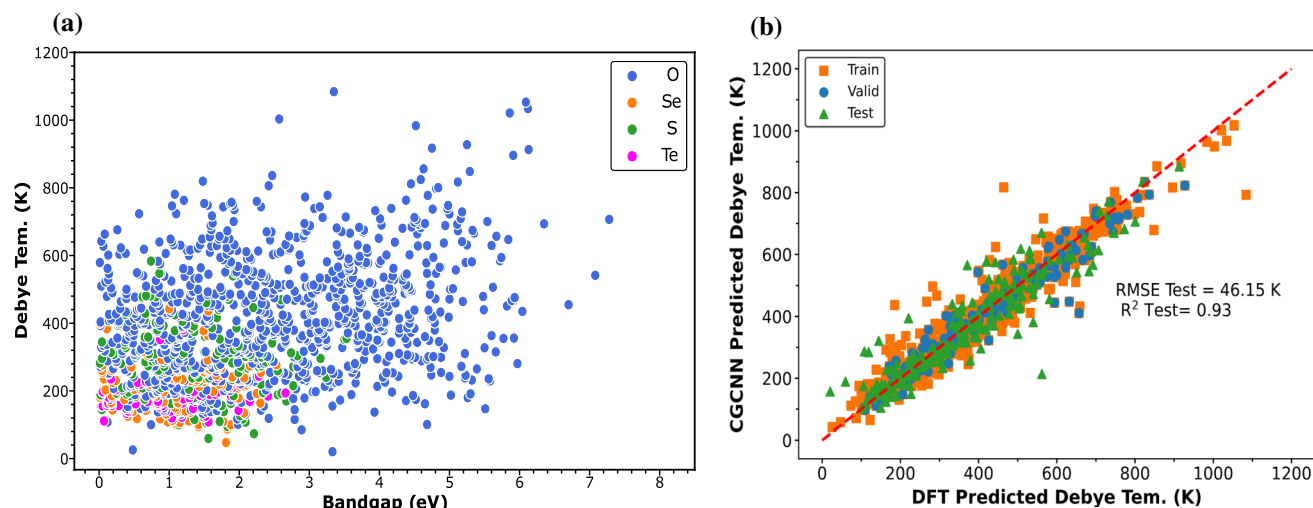 (a)
Debye Tem. (K)
1200
1000
800
600
400
200
0
0 1 2 3 4 5 6 7 8
Bandgap (eV)
O
Se
S
Te
(b)
CGCNN Predicted Debye Tem. (K)
1200
1000
800
600
400
200
0
0 200 400 600 800 1000 1200
DFT Predicted Debye Tem. (K)
Train
Valid
Test
RMSE Test = 46.15 K
R² Test= 0.93